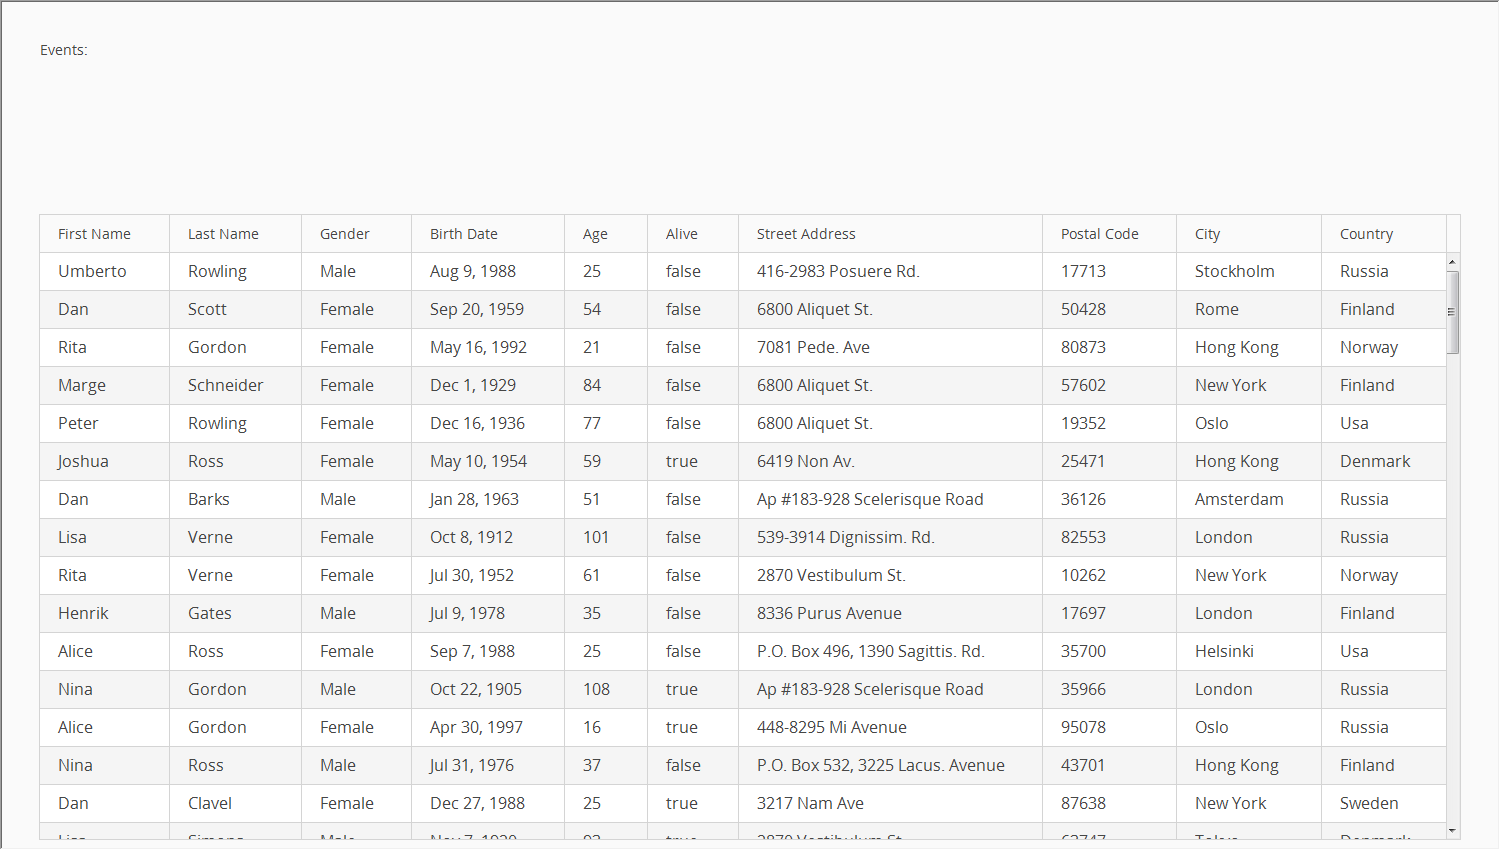 Events:
First Name Last Name Gender Birth Date Age Alive Street Address Postal Code City Country
Umberto Rowling Male Aug 9, 1988 25 false 416-2983 Posuere Rd. 17713 Stockholm Russia
Dan Scott Female Sep 20, 1959 54 false 6800 Aliquet St. 50428 Rome Finland
Rita Gordon Female May 16, 1992 21 false 7081 Pede. Ave 80873 Hong Kong Norway
Marge Schneider Female Dec 1, 1929 84 false 6800 Aliquet St. 57602 New York Finland
Peter Rowling Female Dec 16, 1936 77 false 6800 Aliquet St. 19352 Oslo Usa
Joshua Ross Female May 10, 1954 59 true 6419 Non Av. 25471 Hong Kong Denmark
Dan Barks Male Jan 28, 1963 51 false Ap #183-928 Scelerisque Road 36126 Amsterdam Russia
Lisa Verne Female Oct 8, 1912 101 false 539-3914 Dignissim. Rd. 82553 London Russia
Rita Verne Female Jul 30, 1952 61 false 2870 Vestibulum St. 10262 New York Norway
Henrik Gates Male Jul 9, 1978 35 false 8336 Purus Avenue 17697 London Finland
Alice Ross Female Sep 7, 1988 25 false P.O. Box 496, 1390 Sagittis. Rd. 35700 Helsinki Usa
Nina Gordon Male Oct 22, 1905 108 true Ap #183-928 Scelerisque Road 35966 London Russia
Alice Gordon Female Apr 30, 1997 16 true 448-8295 Mi Avenue 95078 Oslo Russia
Nina Ross Male Jul 31, 1976 37 false P.O. Box 532, 3225 Lacus. Avenue 43701 Hong Kong Finland
Dan Clavel Female Dec 27, 1988 25 true 3217 Nam Ave 87638 New York Sweden